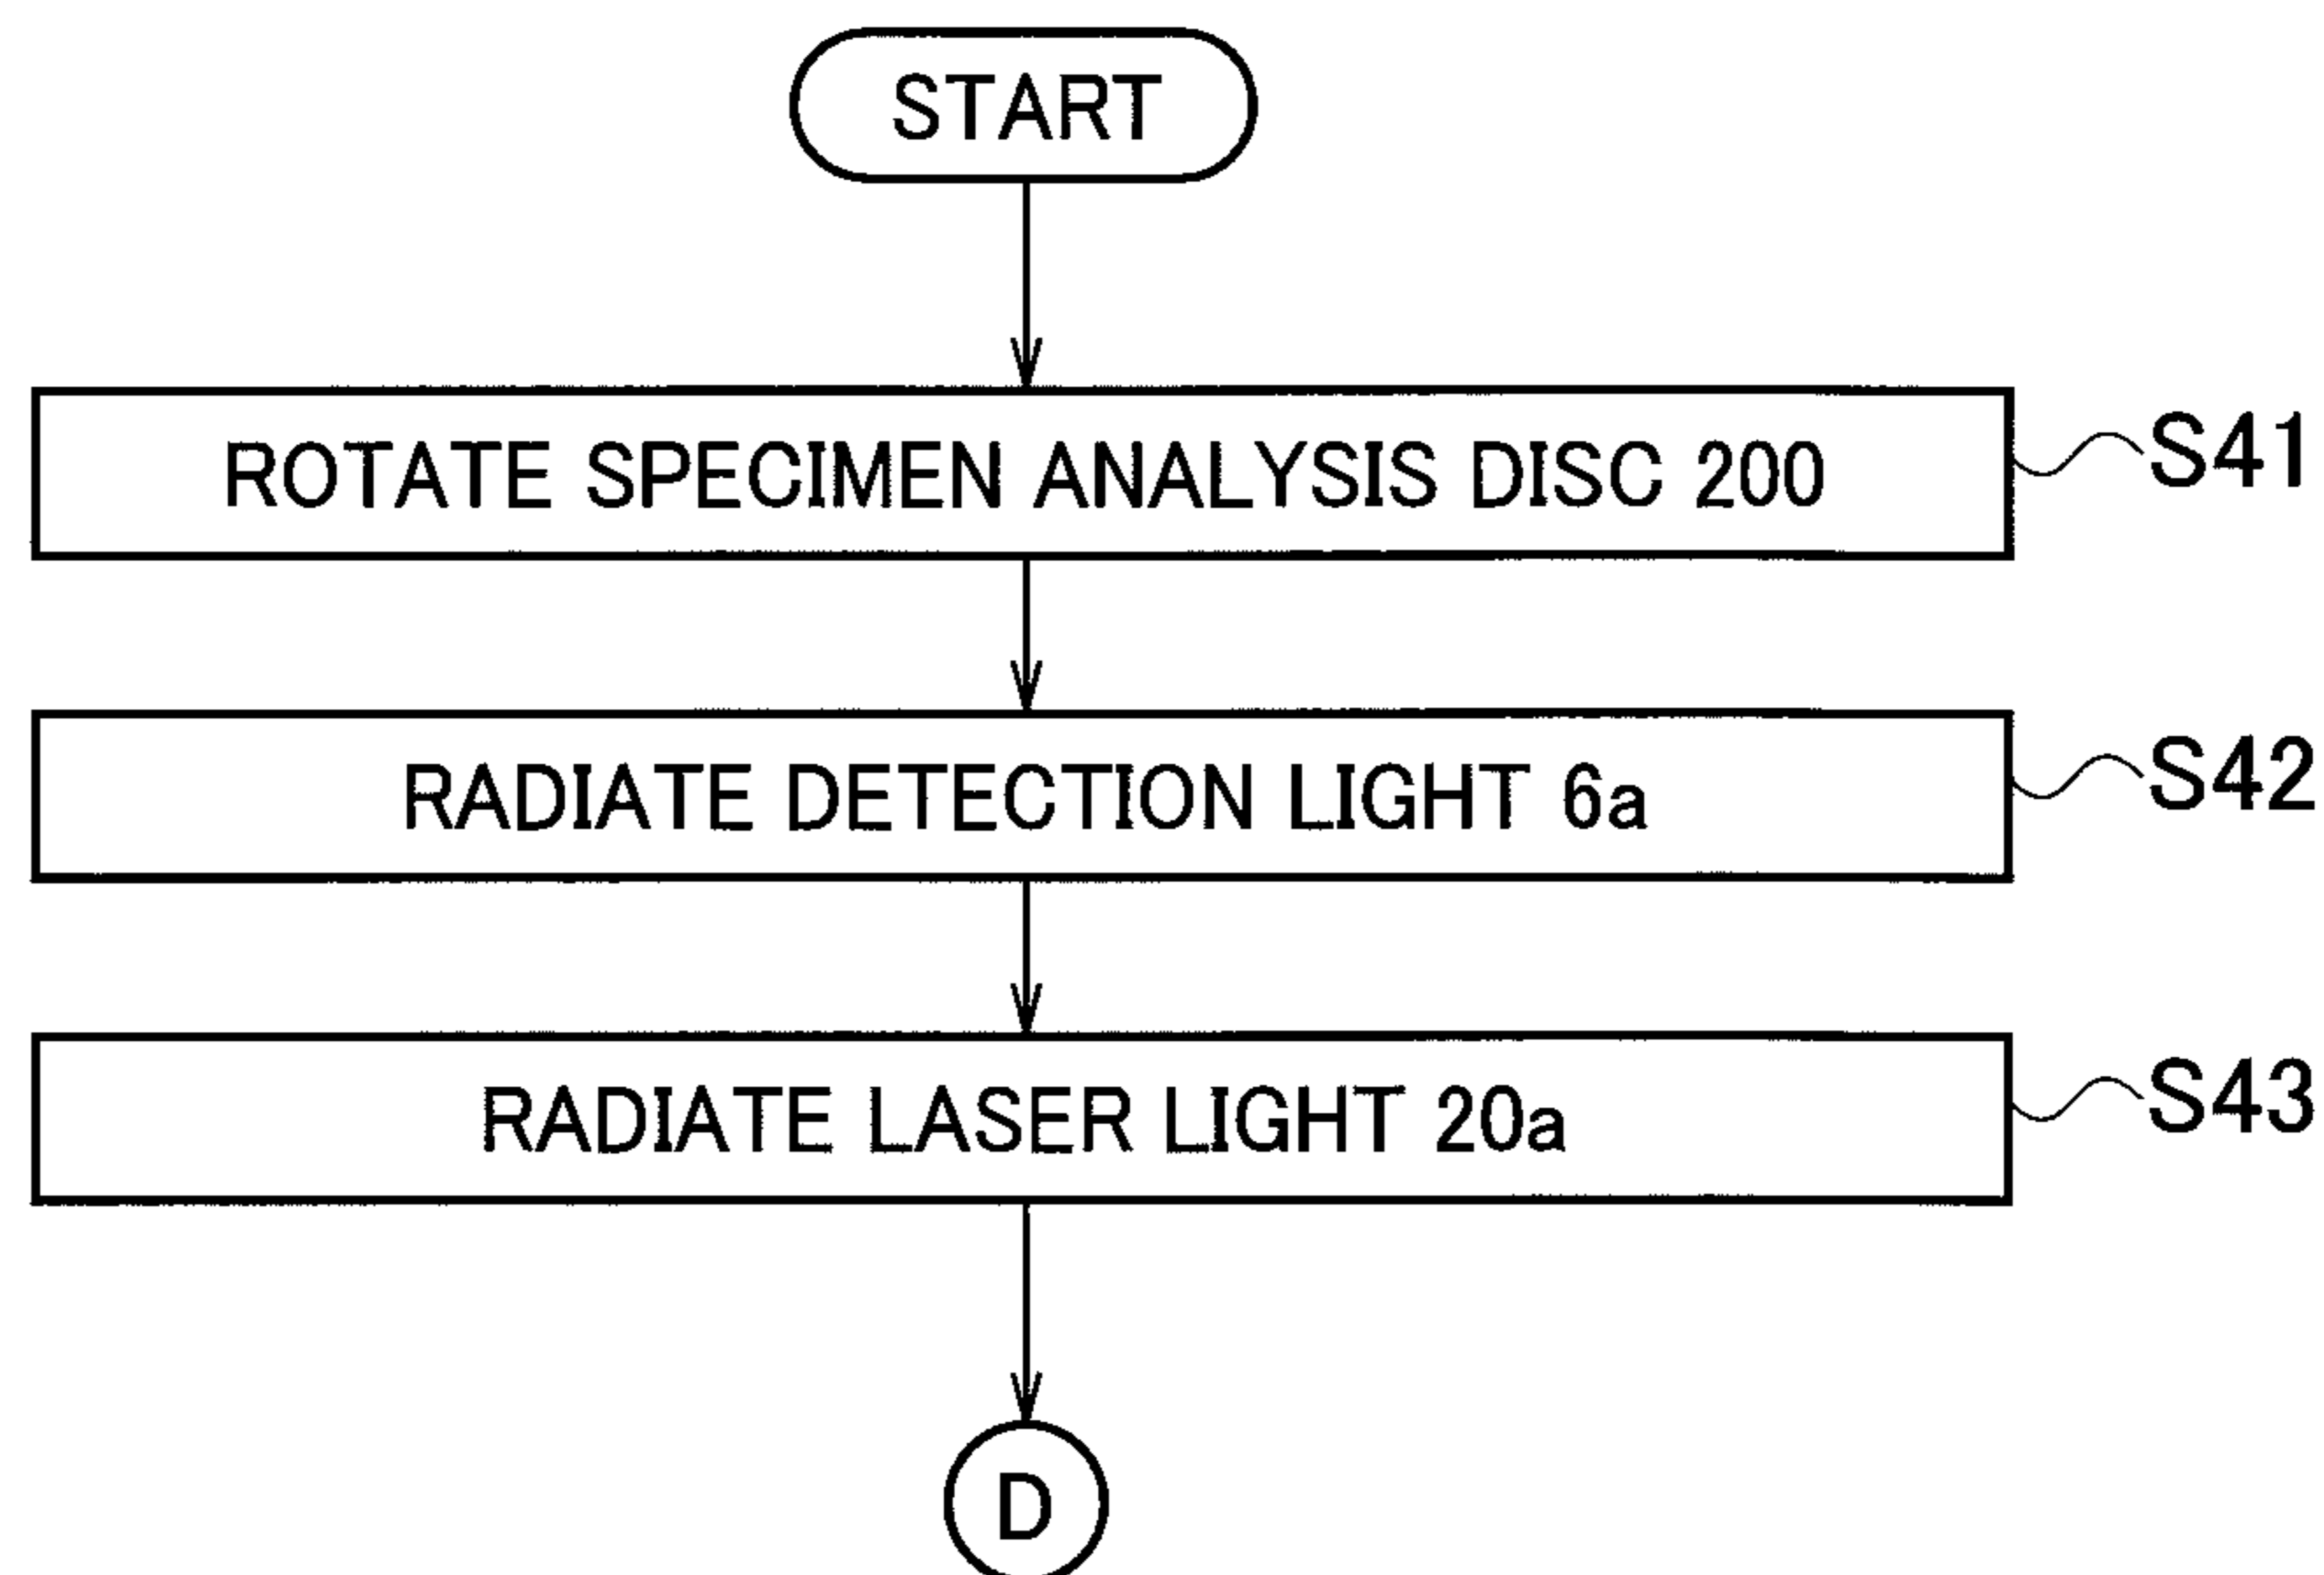 START
ROTATE SPECIMEN ANALYSIS DISC 200
S41
RADIATE DETECTION LIGHT 6a
S42
RADIATE LASER LIGHT 20a
S43
D